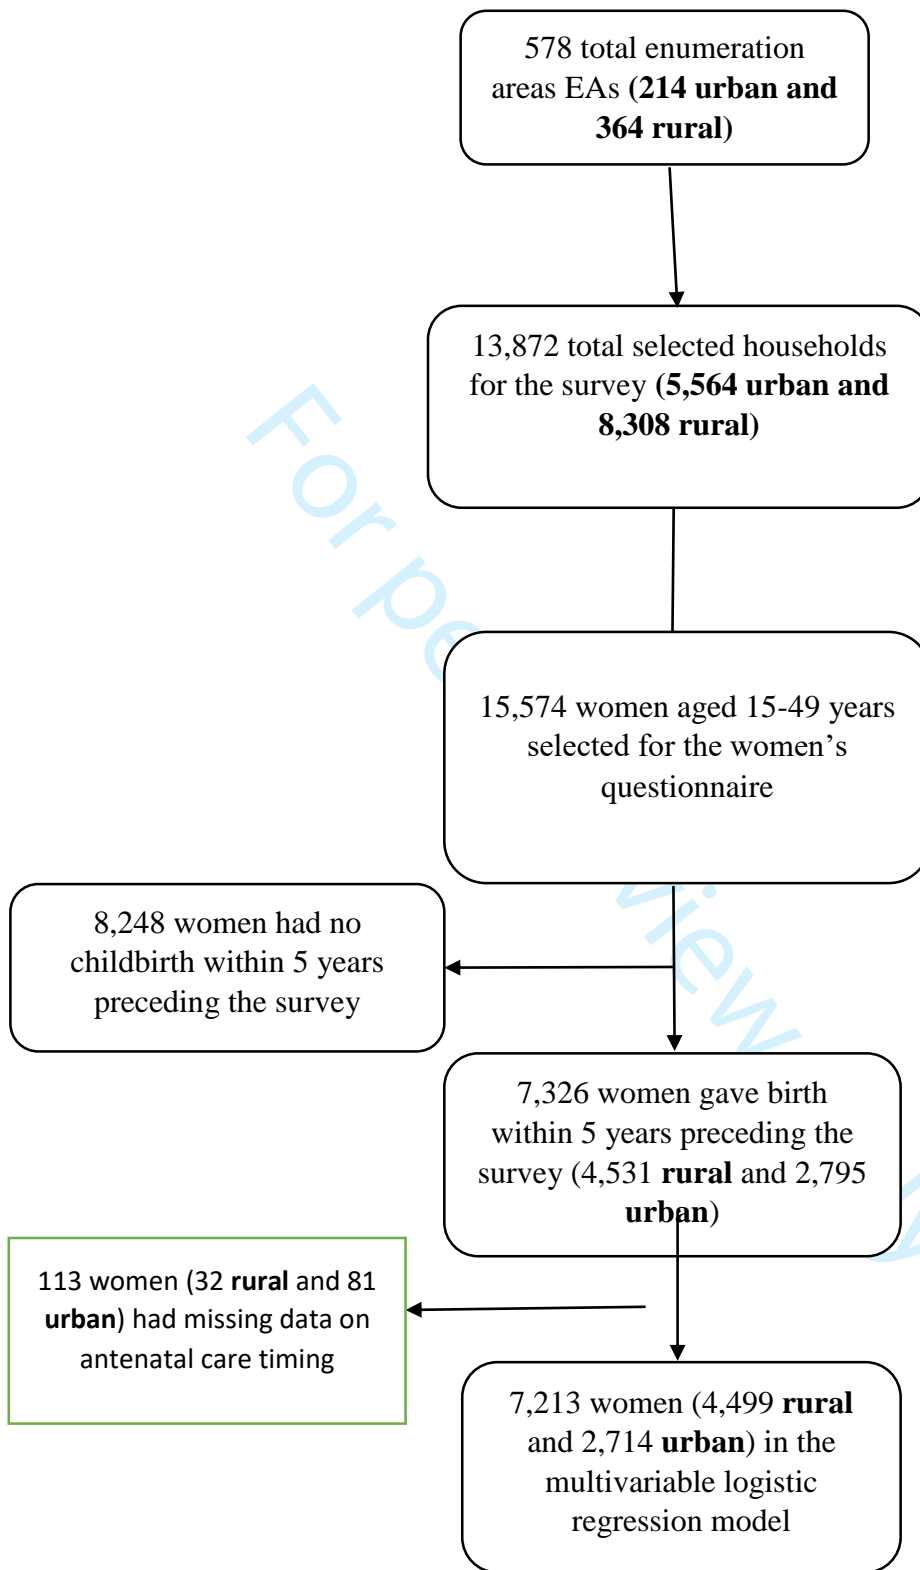 578 total enumeration
areas EAs (214 urban and
364 rural)
13,872 total selected households
for the survey (5,564 urban and
8,308 rural)
15,574 women aged 15-49 years
selected for the women’s
questionnaire
8,248 women had no
childbirth within 5 years
preceding the survey
7,326 women gave birth
within 5 years preceding the
survey (4,531 rural and 2,795
urban)
113 women (32 rural and 81
urban) had missing data on
antenatal care timing
7,213 women (4,499 rural
and 2,714 urban) in the
multivariable logistic
regression model
For pe
view